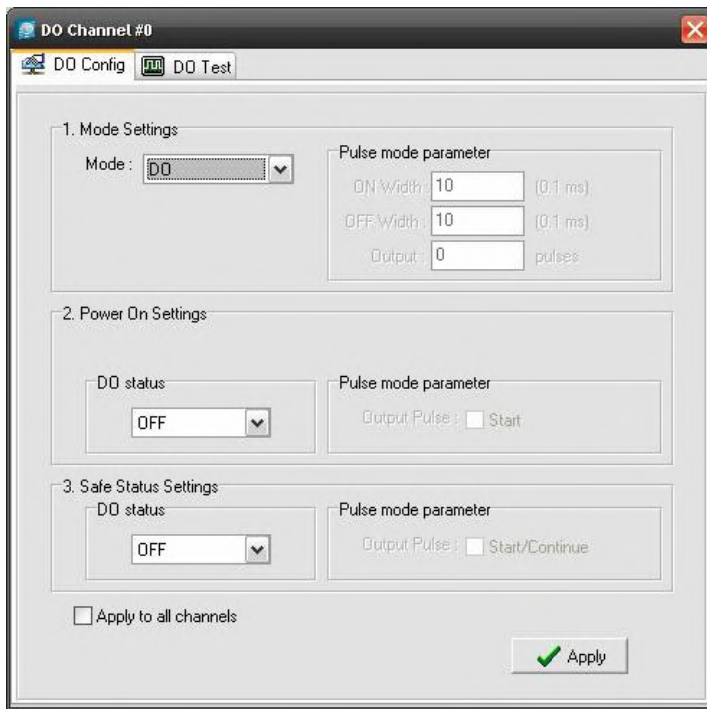 DO Channel #0
DO Config DO Test
1. Mode Settings
Mode : DO
Pulse mode parameter
ON Width : 10 (0.1 ms)
OFF Width : 10 (0.1 ms)
Output : 0 pulses
2. Power On Settings
DO status
OFF
Pulse mode parameter
Output Pulse : Start
3. Safe Status Settings
DO status
OFF
Pulse mode parameter
Output Pulse : Start/Continue
Apply to all channels
Apply